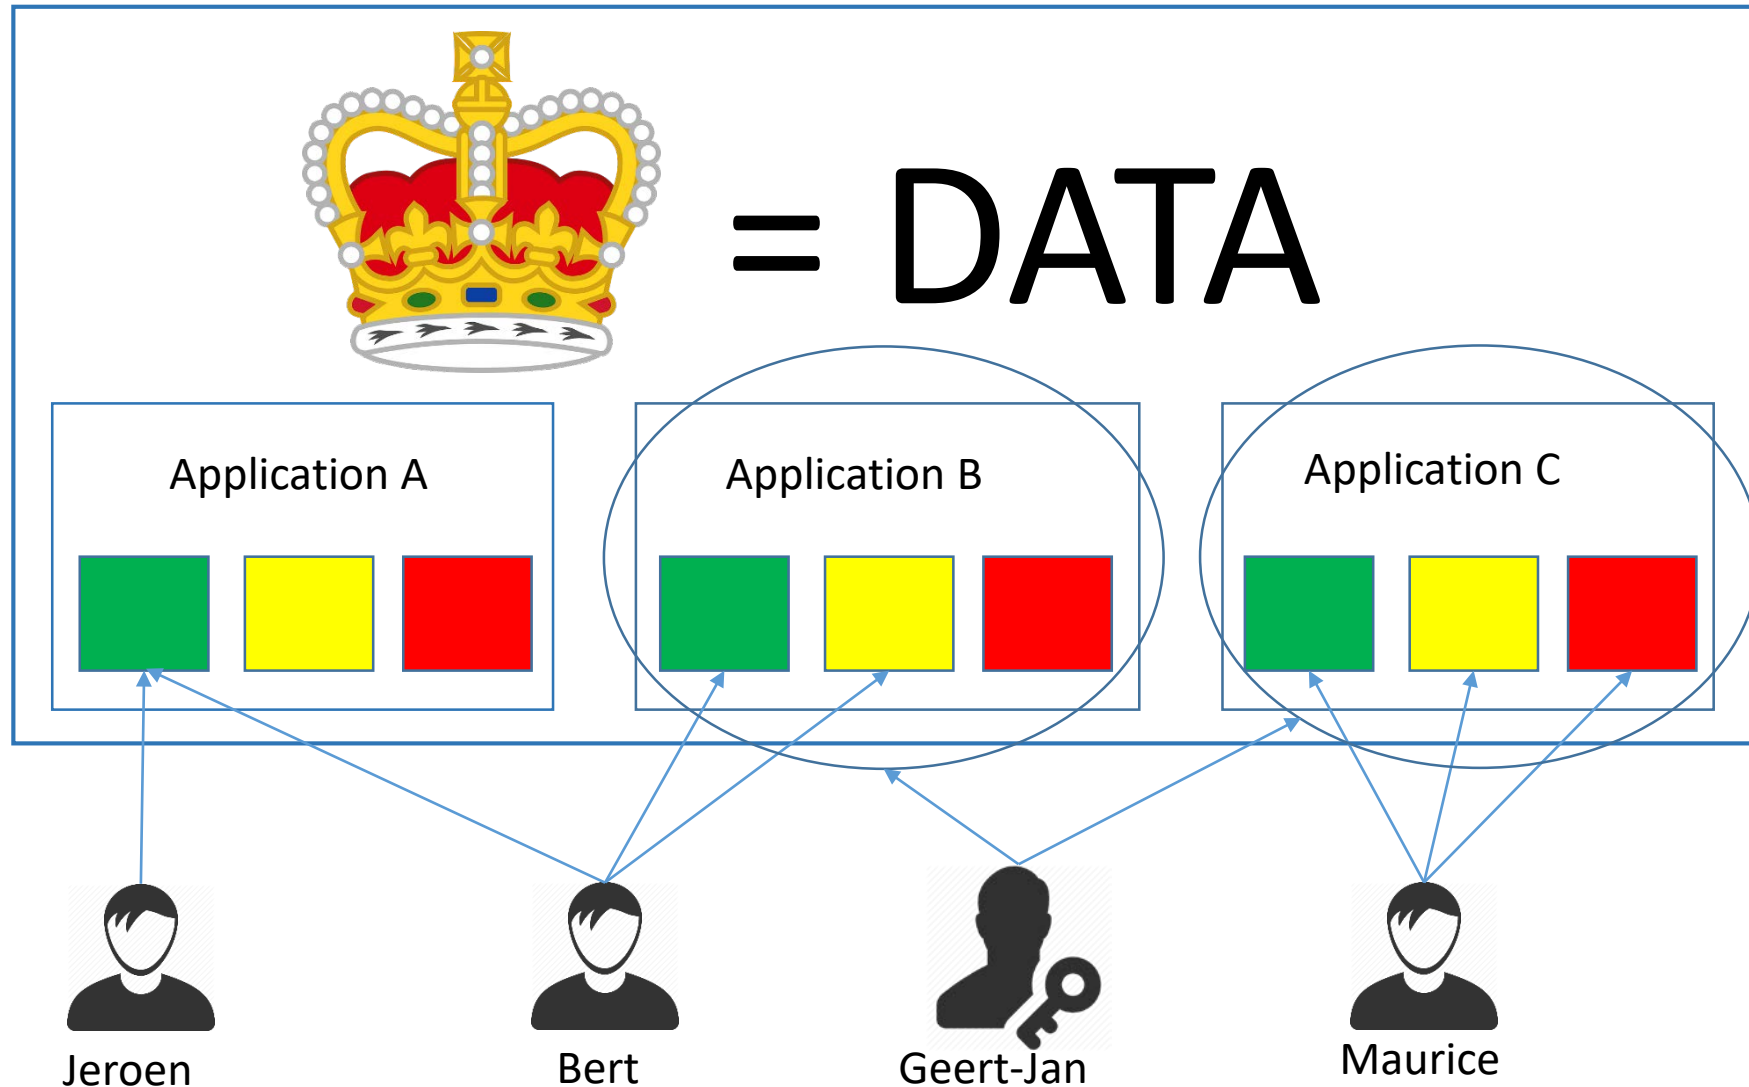 = DATA
Application A
Application B
Application C
Jeroen
Bert
Geert-Jan
Maurice